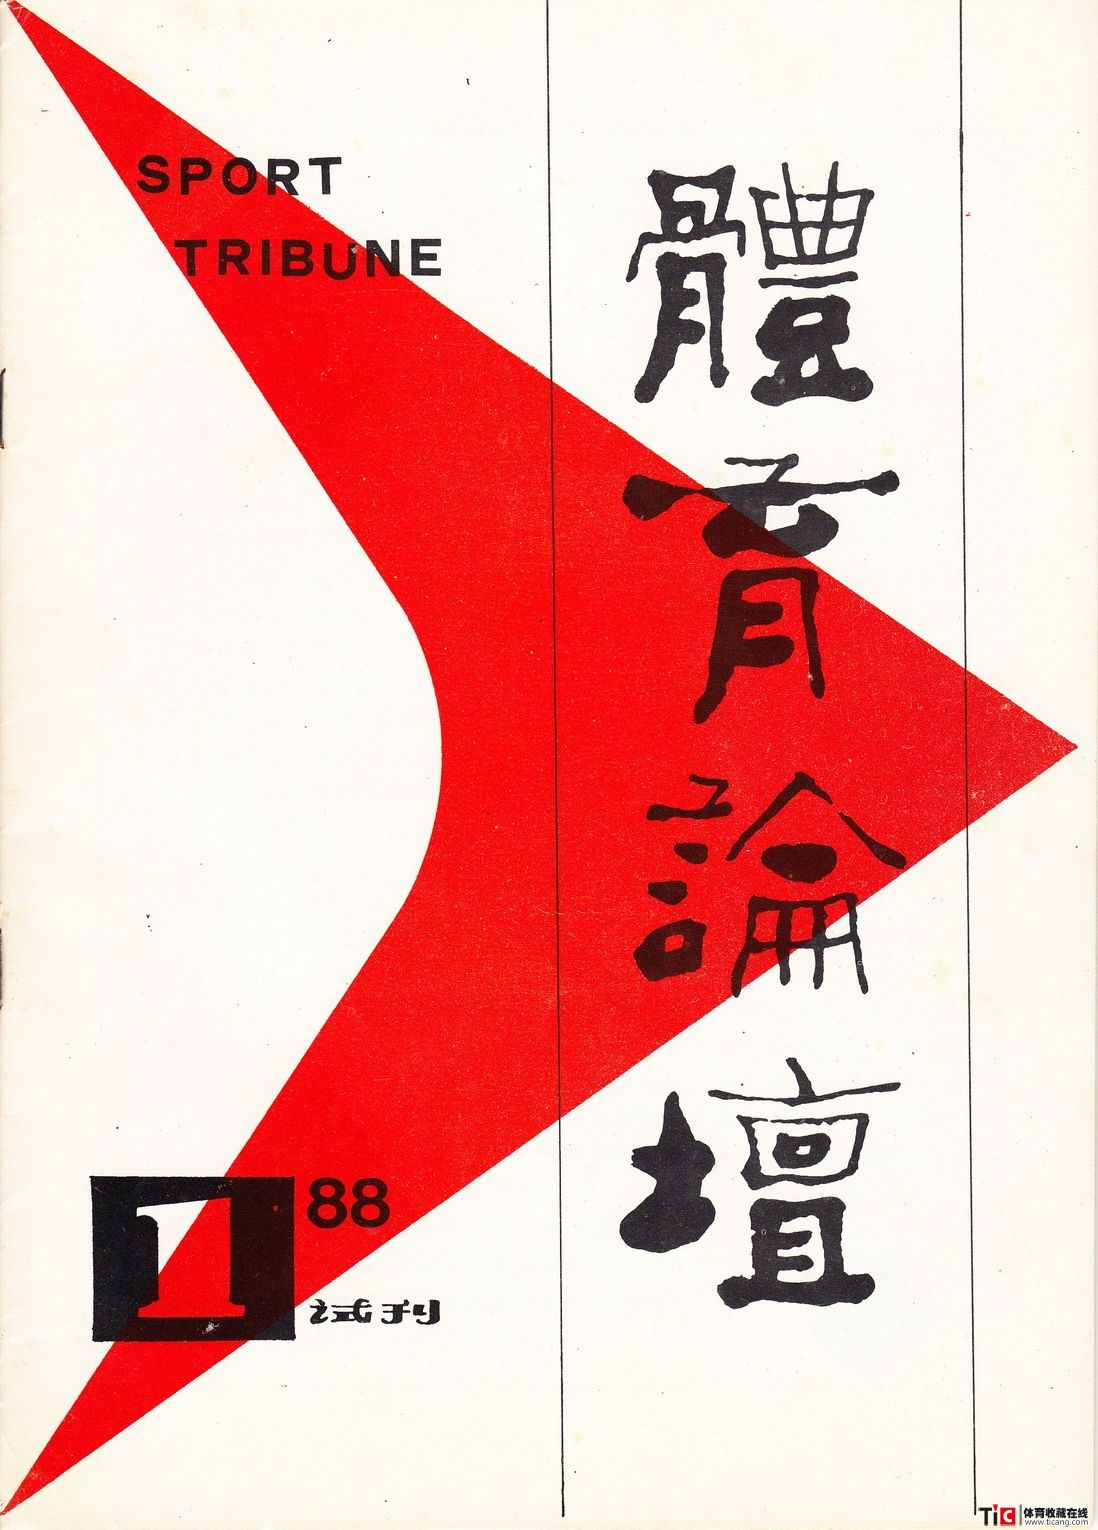 SPORT
TRIBUNE
體育論壇
1
88
试刊
TiC 体育收藏在线
www.ticang.com